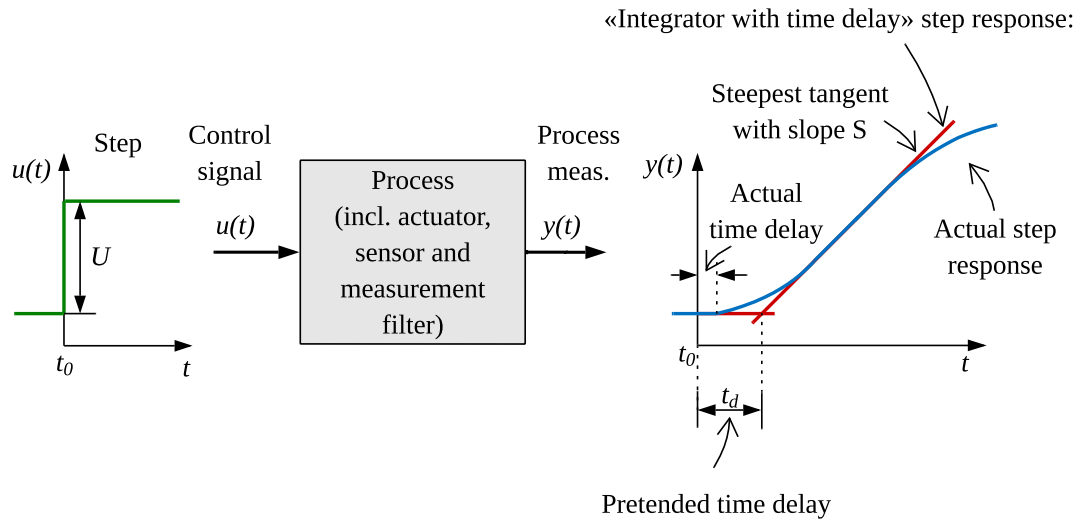 «Integrator with time delay» step response:
Step
u(t)
U
t0
t
Control
signal
u(t)
Process
(incl. actuator,
sensor and
measurement
filter)
Process
meas.
y(t)
Steepest tangent
with slope S
y(t)
Actual
time delay
Actual step
response
t0
t
td
Pretended time delay